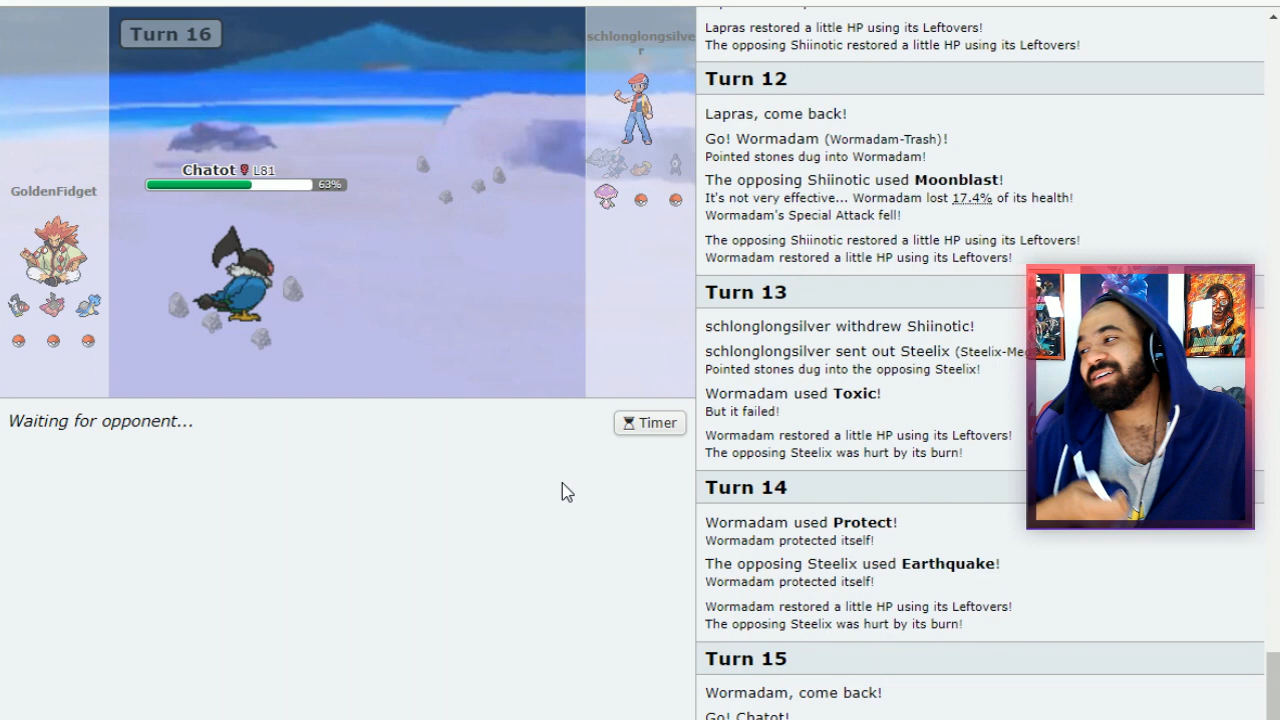 Turn 16
schlonglongsilve
r
Chatot L81
63%
GoldenFidget
Waiting for opponent...
Timer
Lapras restored a little HP using its Leftovers!
The opposing Shiinotic restored a little HP using its Leftovers!
Turn 12
Lapras, come back!
Go! Wormadam (Wormadam-Trash)!
Pointed stones dug into Wormadam!
The opposing Shiinotic used Moonblast!
It's not very effective... Wormadam lost 17.4% of its health!
Wormadam's Special Attack fell!
The opposing Shiinotic restored a little HP using its Leftovers!
Wormadam restored a little HP using its Leftovers!
Turn 13
schlonglongsilver withdrew Shiinotic!
schlonglongsilver sent out Steelix
Pointed stones dug into the opposing Steelix!
Wormadam used Toxic!
But it failed!
Wormadam restored a little HP using its Leftovers!
The opposing Steelix was hurt by its burn!
Turn 14
Wormadam used Protect!
Wormadam protected itself!
The opposing Steelix used Earthquake!
Wormadam protected itself!
Wormadam restored a little HP using its Leftovers!
The opposing Steelix was hurt by its burn!
Turn 15
Wormadam, come back!
Go! Chatot!